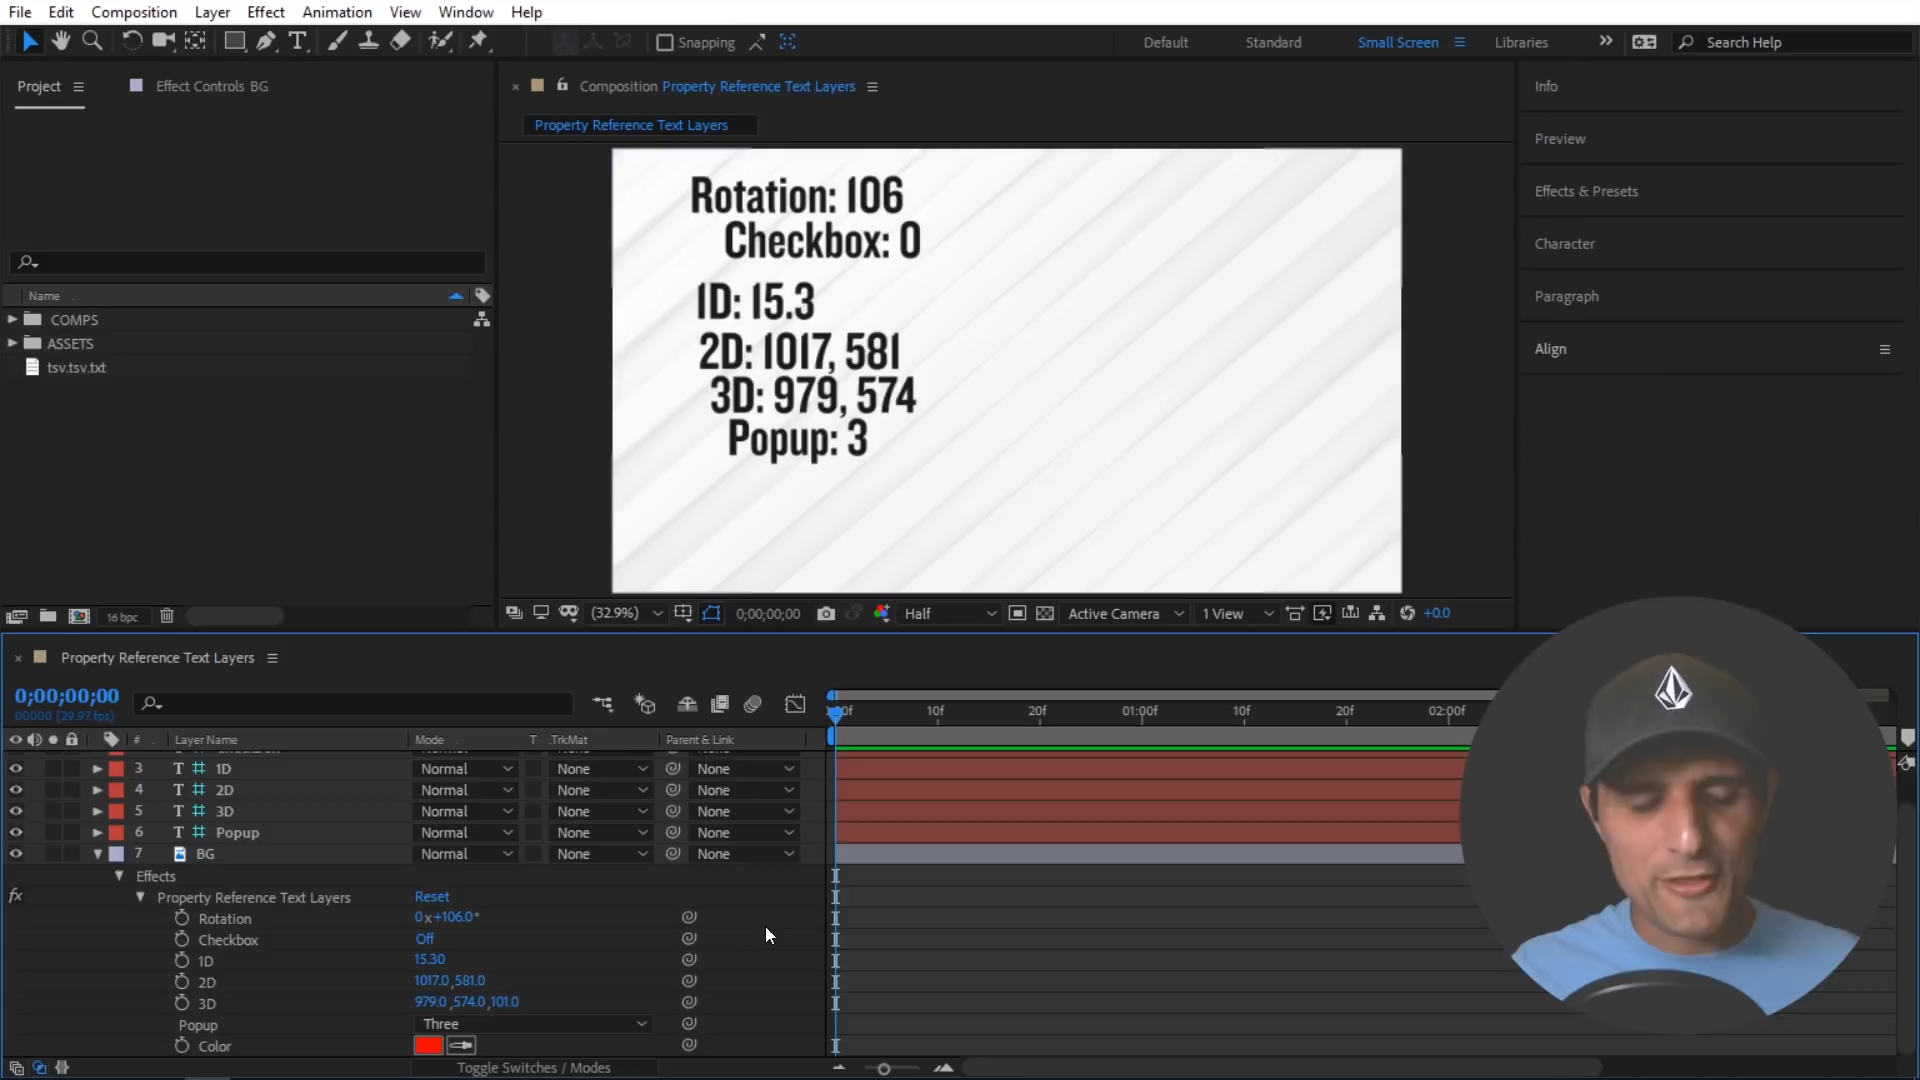 File Edit Composition Layer Effect Animation View Window Help
Snapping Default Standard Small Screen Libraries Search Help
Project Effect Controls BG
Composition Property Reference Text Layers
Property Reference Text Layers
Name
COMPS
ASSETS
tsv.tsv.txt
16 bpc
Rotation: 106
Checkbox: 0
1D: 15.3
2D: 1017, 581
3D: 979, 574
Popup: 3
(32.9%) 0;00;00;00 Half Active Camera 1 View +0.0
Info
Preview
Effects & Presets
Character
Paragraph
Align
Property Reference Text Layers
0;00;00;00
00000 (29.97 fps)
10f 20f 01:00f 10f 20f 02:00f
# Layer Name Mode T .TrkMat Parent & Link
3 T 1D Normal None None
4 T 2D Normal None None
5 T 3D Normal None None
6 T Popup Normal None None
7 BG Normal None None
Effects
fx Property Reference Text Layers Reset
Rotation 0x+106.0°
Checkbox Off
1D 15.30
2D 1017.0,581.0
3D 979.0,574.0,101.0
Popup Three
Color
Toggle Switches / Modes